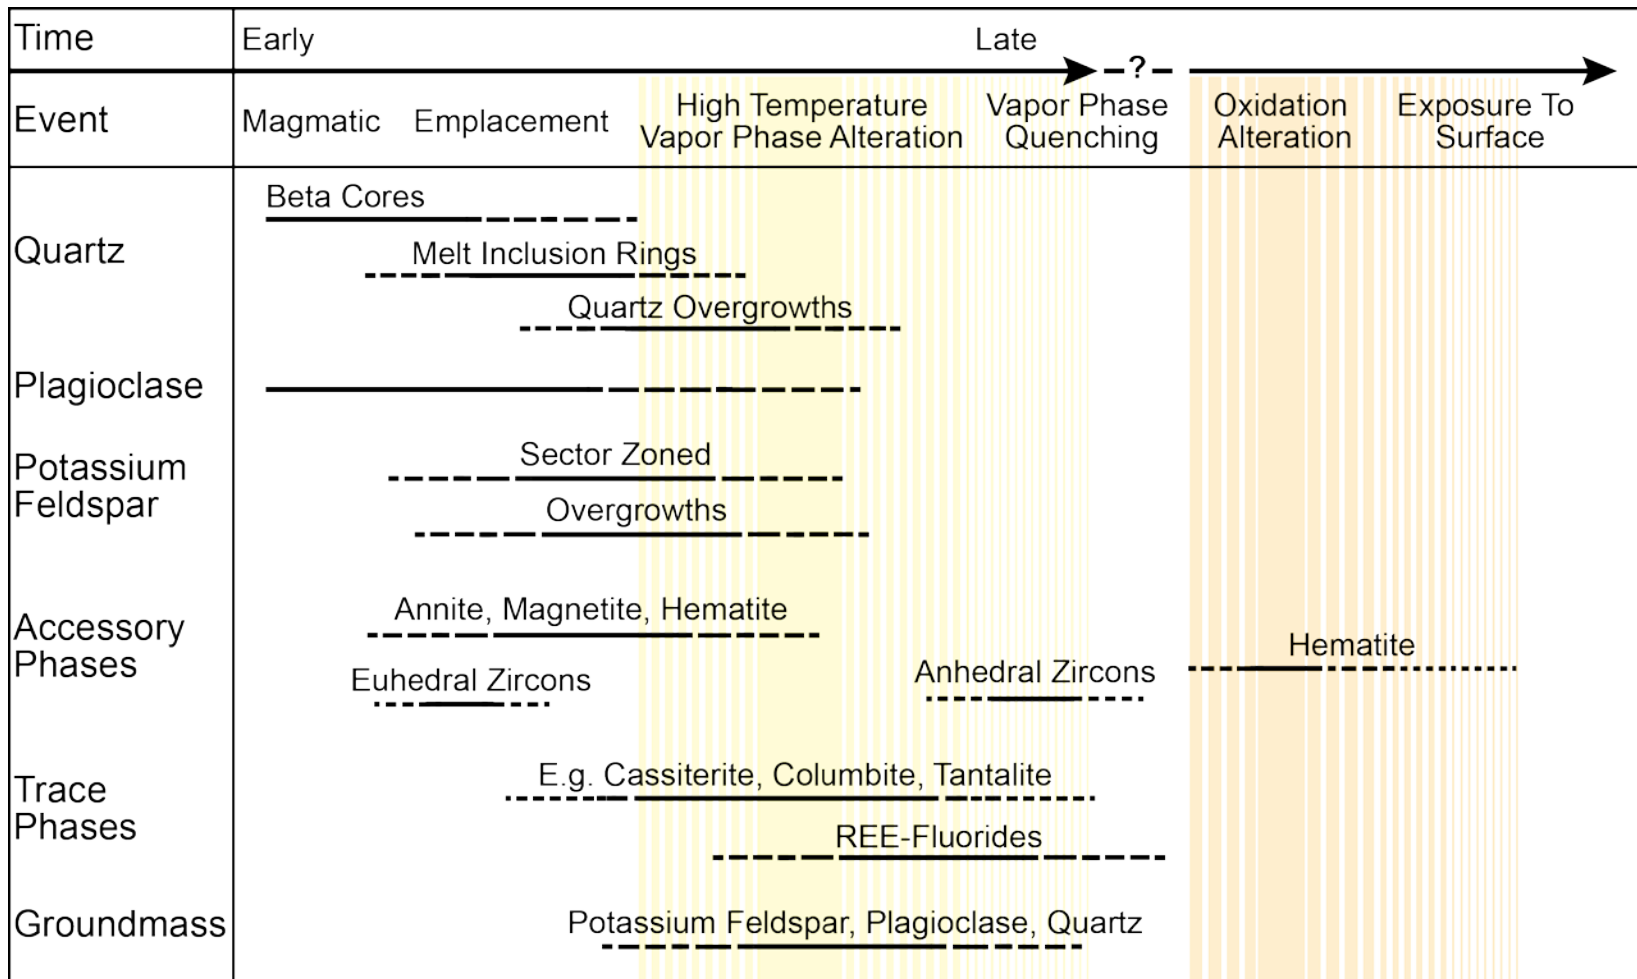 Time
Early
Late
?
Event
Magmatic
Emplacement
High Temperature
Vapor Phase Alteration
Vapor Phase
Quenching
Oxidation
Alteration
Exposure To
Surface
Quartz
Beta Cores
Melt Inclusion Rings
Quartz Overgrowths
Plagioclase
Potassium
Feldspar
Sector Zoned
Overgrowths
Accessory
Phases
Annite, Magnetite, Hematite
Euhedral Zircons
Anhedral Zircons
Hematite
Trace
Phases
E.g. Cassiterite, Columbite, Tantalite
REE-Fluorides
Groundmass
Potassium Feldspar, Plagioclase, Quartz